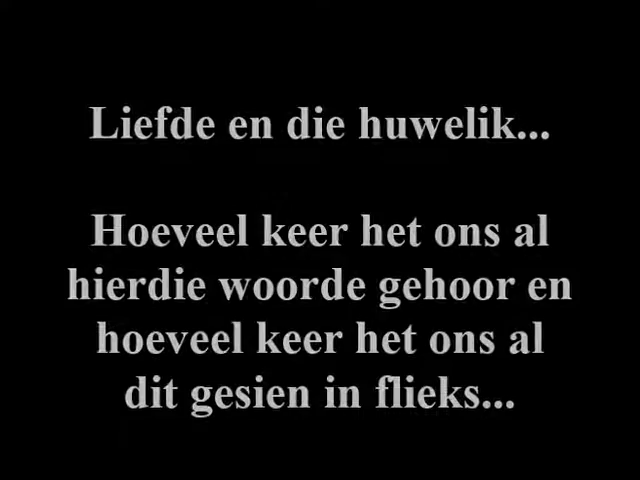 Liefde en die huwelik...
Hoeveel keer het ons al
hierdie woorde gehoor en
hoeveel keer het ons al
dit gesien in flieks...